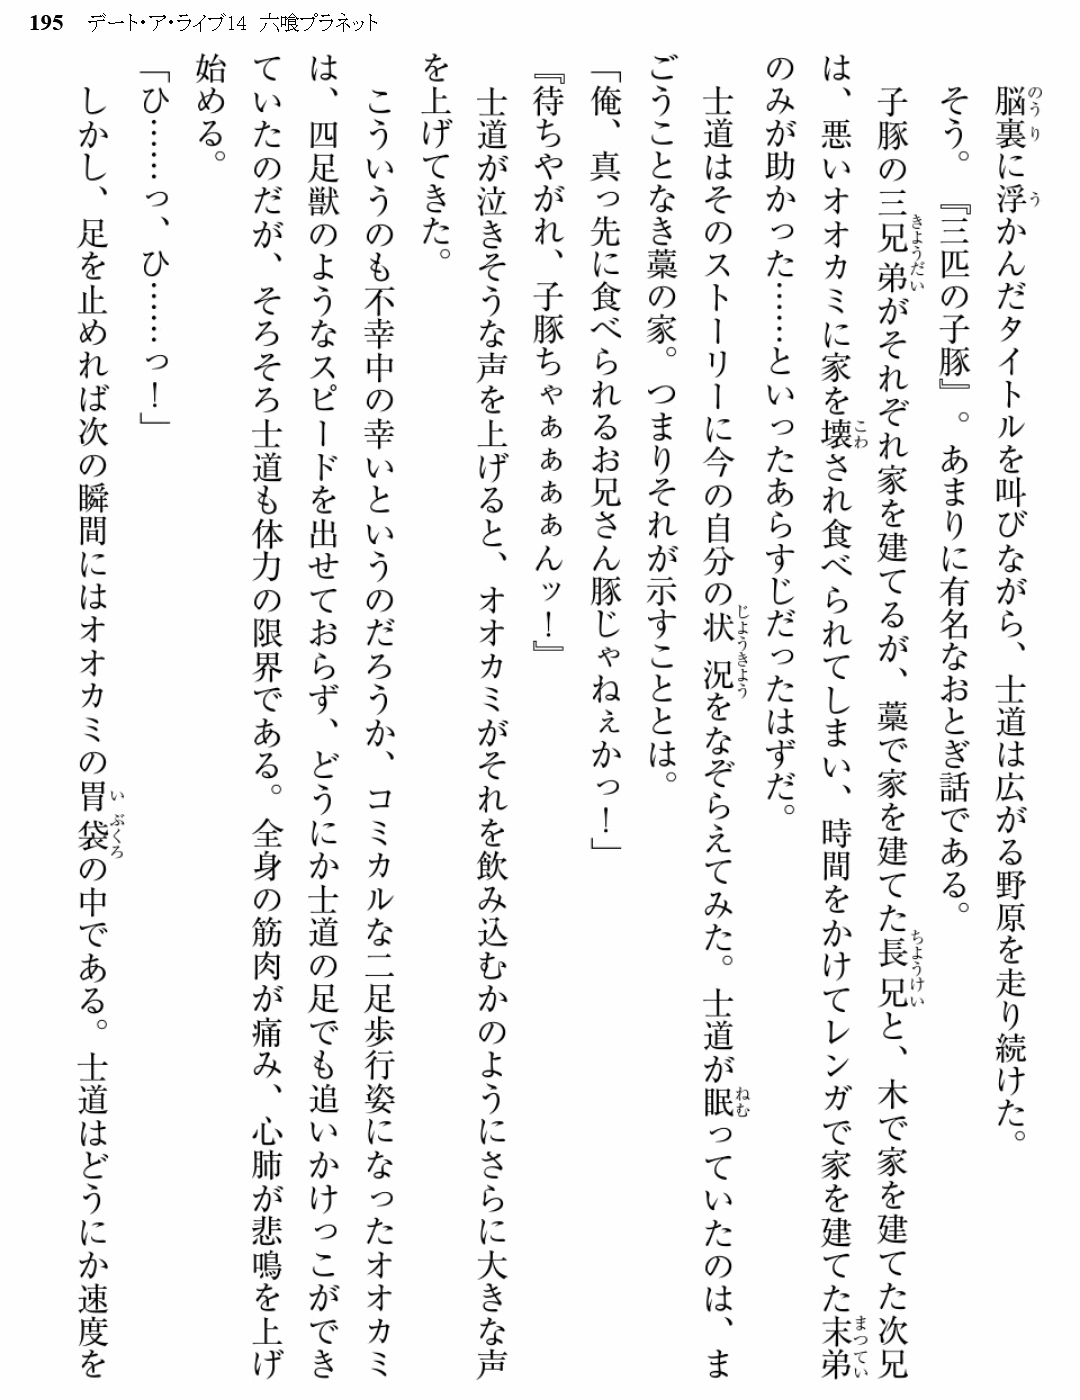 195 デート・ア・ライブ14 六喰プラネット
脳裏に浮かんだタイトルを叫びながら、士道は広がる野原を走り続けた。
そう。『三匹の子豚』。あまりに有名なおとぎ話である。
子豚の三兄弟がそれぞれ家を建てるが、藁で家を建てた長兄と、木で家を建てた次兄
は、悪いオオカミに家を壊され食べられてしまい、時間をかけてレンガで家を建てた末弟
のみが助かった……といったあらすじだったはずだ。
士道はそのストーリーに今の自分の状況をなぞらえてみた。士道が眠っていたのは、ま
ごうことなき藁の家。つまりそれが示すこととは。
「俺、真っ先に食べられるお兄さん豚じゃねぇかっ！」
『待ちやがれ、子豚ちゃぁぁぁぁんッ！』
士道が泣きそうな声を上げると、オオカミがそれを飲み込むかのようにさらに大きな声
を上げてきた。
こういうのも不幸中の幸いというのだろうか、コミカルな二足歩行姿になったオオカミ
は、四足獣のようなスピードを出せておらず、どうにか士道の足でも追いかけっこができ
ていたのだが、そろそろ士道も体力の限界である。全身の筋肉が痛み、心肺が悲鳴を上げ
始める。
「ひ……っ、ひ……っ！」
しかし、足を止めれば次の瞬間にはオオカミの胃袋の中である。士道はどうにか速度を